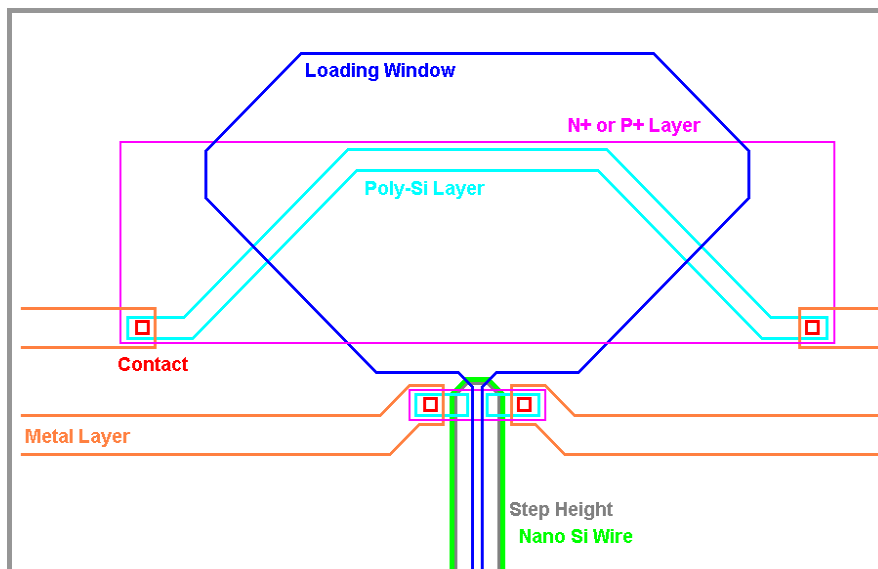 Loading Window
N+ or P+ Layer
Poly-Si Layer
Contact
Metal Layer
Step Height
Nano Si Wire